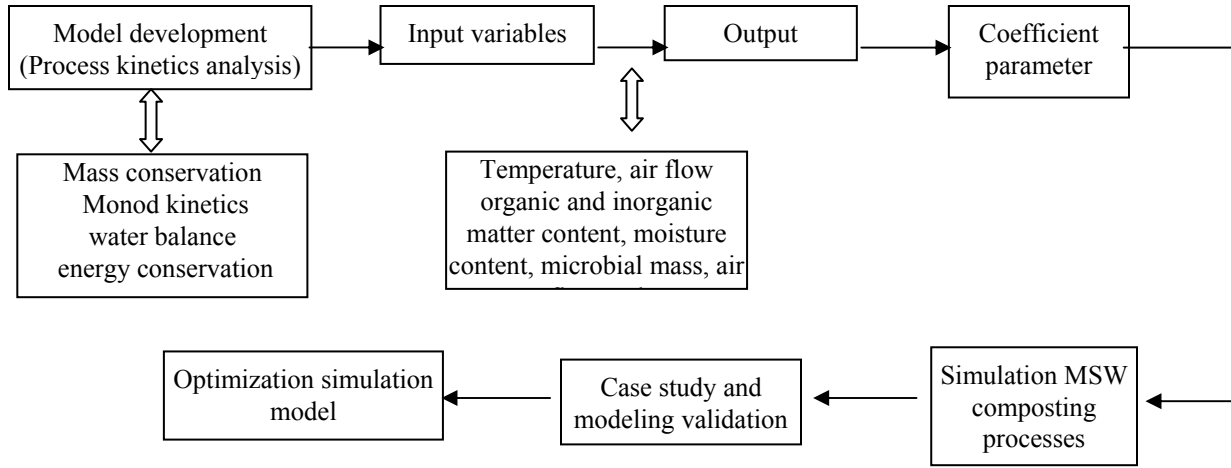 Model development
(Process kinetics analysis)
Input variables
Output
Coefficient
parameter
Mass conservation
Monod kinetics
water balance
energy conservation
Temperature, air flow
organic and inorganic
matter content, moisture
content, microbial mass, air
Optimization simulation
model
Case study and
modeling validation
Simulation MSW
composting
processes